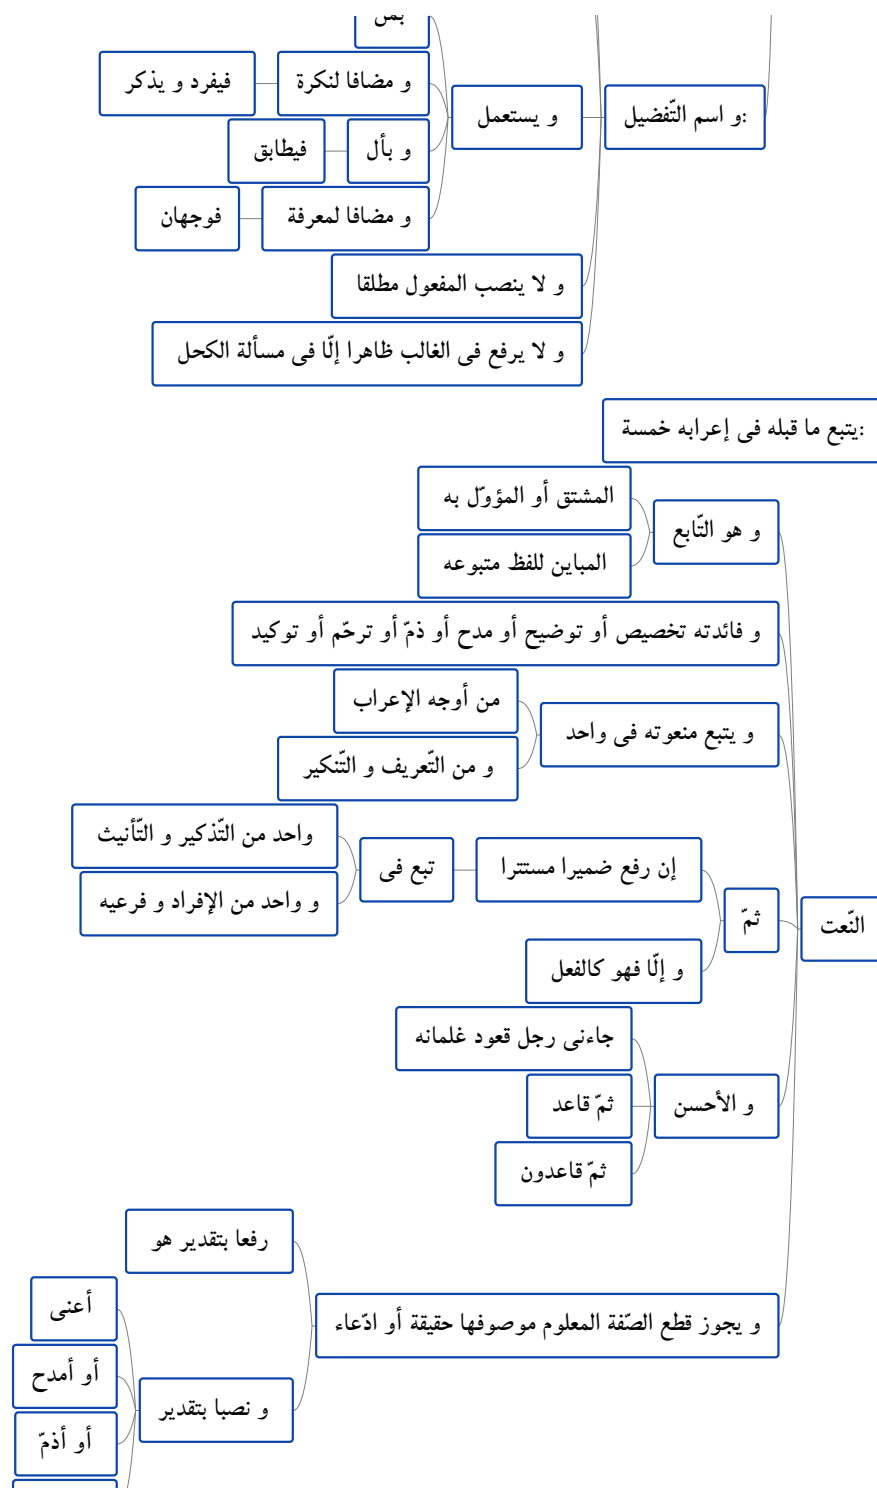 و اسم التّفضيل:
و يستعمل
بمن
و مضافا لنكرة
فيفرد و يذكر
و بأل
فيطابق
و مضافا لمعرفة
فوجهان
و لا ينصب المفعول مطلقا
و لا يرفع فى الغالب ظاهرا إلّا فى مسألة الكحل
يتبع ما قبله فى إعرابه خمسة:
النّعت
و هو التّابع
المشتق أو المؤوّل به
المباين للفظ متبوعه
و فائدته تخصيص أو توضيح أو مدح أو ذمّ أو ترحّم أو توكيد
و يتبع منعوته فى واحد
من أوجه الإعراب
و من التّعريف و التّنكير
ثمّ
إن رفع ضميرا مستترا
تبع فى
واحد من التّذكير و التّأنيث
و واحد من الإفراد و فرعيه
و إلّا فهو كالفعل
و الأحسن
جاءنى رجل قعود غلمانه
ثمّ قاعد
ثمّ قاعدون
و يجوز قطع الصّفة المعلوم موصوفها حقيقة أو ادّعاء
رفعا بتقدير هو
و نصبا بتقدير
أعنى
أو أمدح
أو أذمّ